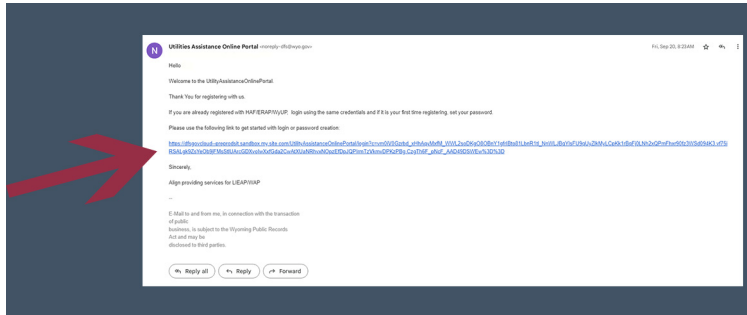 N
Utilities Assistance Online Portal <noreply-dfs@wyo.gov>
Fri, Sep 20, 8:23AM
Hello
Welcome to the UtilityAssistanceOnlinePortal
Thank You for registering with us.
If you are already registered with HAF/ERAP/WyUP, login using the same credentials and if it is your first time registering, set your password.
Please use the following link to get started with login or password creation:
Sincerely,
Align providing services for LIEAP/WAP
--
E-Mail to and from me, in connection with the transaction
of public
business, is subject to the Wyoming Public Records
Act and may be
disclosed to third parties.
Reply all
Reply
Forward